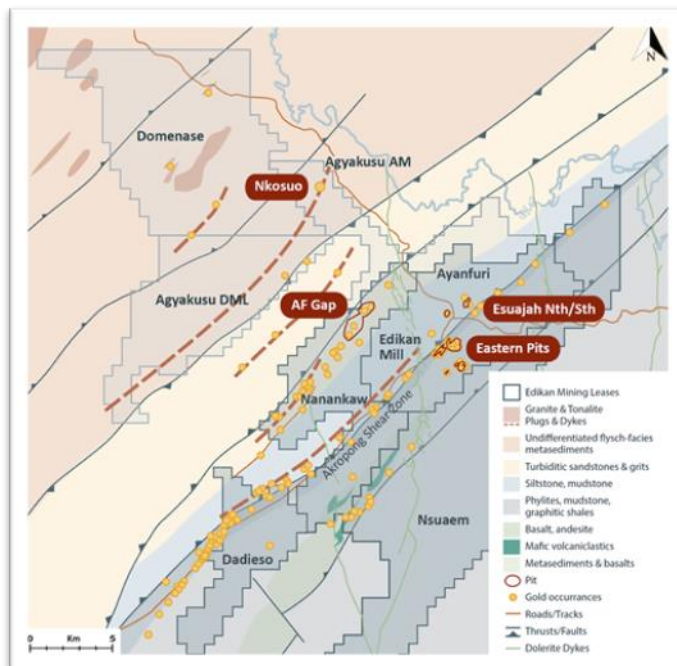 N
Domenase
Agyakusu AM
Nkosuo
Ayanfuri
Agyakusu DML
AF Gap
Esuajah Nth/Sth
Edikan
Mill
Eastern Pits
Nanankaw
Akropong Shear Zone
Nsuaem
Dadieso
Edikan Mining Leases
Granite & Tonalite
Plugs & Dykes
Undifferentiated flysch-facies
metasediments
Turbiditic sandstones & grits
Siltstone, mudstone
Phylites, mudstone,
graphitic shales
Basalt, andesite
Mafic volcaniclastics
Metasediments & basalts
Pit
Gold occurrances
Roads/Tracks
Thrusts/Faults
Dolerite Dykes
Km
0 5